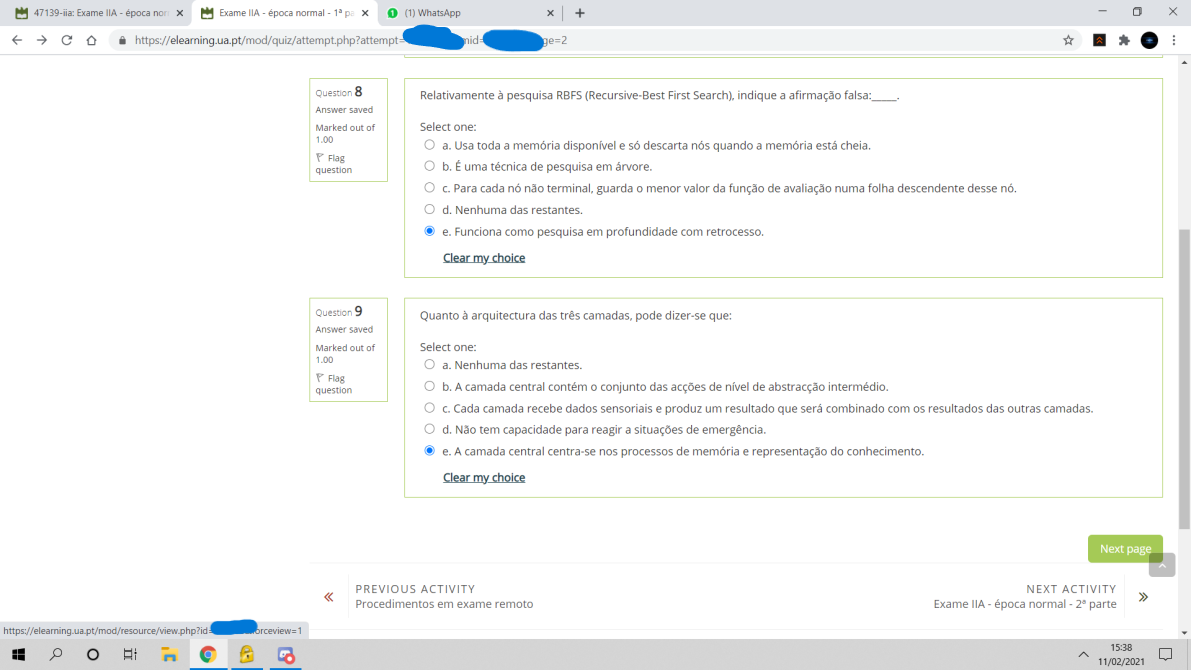 47139-iia: Exame IIA - época nor
Exame IIA - época normal - 1ª pa
(1) WhatsApp
https://elearning.ua.pt/mod/quiz/attempt.php?attempt=
mid=
ge=2
Question 8
Answer saved
Marked out of
1.00
Flag
question
Relativamente à pesquisa RBFS (Recursive-Best First Search), indique a afirmação falsa:_____.
Select one:
a. Usa toda a memória disponível e só descarta nós quando a memória está cheia.
b. É uma técnica de pesquisa em árvore.
c. Para cada nó não terminal, guarda o menor valor da função de avaliação numa folha descendente desse nó.
d. Nenhuma das restantes.
e. Funciona como pesquisa em profundidade com retrocesso.
Clear my choice
Question 9
Answer saved
Marked out of
1.00
Flag
question
Quanto à arquitectura das três camadas, pode dizer-se que:
Select one:
a. Nenhuma das restantes.
b. A camada central contém o conjunto das acções de nível de abstracção intermédio.
c. Cada camada recebe dados sensoriais e produz um resultado que será combinado com os resultados das outras camadas.
d. Não tem capacidade para reagir a situações de emergência.
e. A camada central centra-se nos processos de memória e representação do conhecimento.
Clear my choice
Next page
PREVIOUS ACTIVITY
Procedimentos em exame remoto
NEXT ACTIVITY
Exame IIA - época normal - 2ª parte
https://elearning.ua.pt/mod/resource/view.php?id=
orceview=1
15:38
11/02/2021